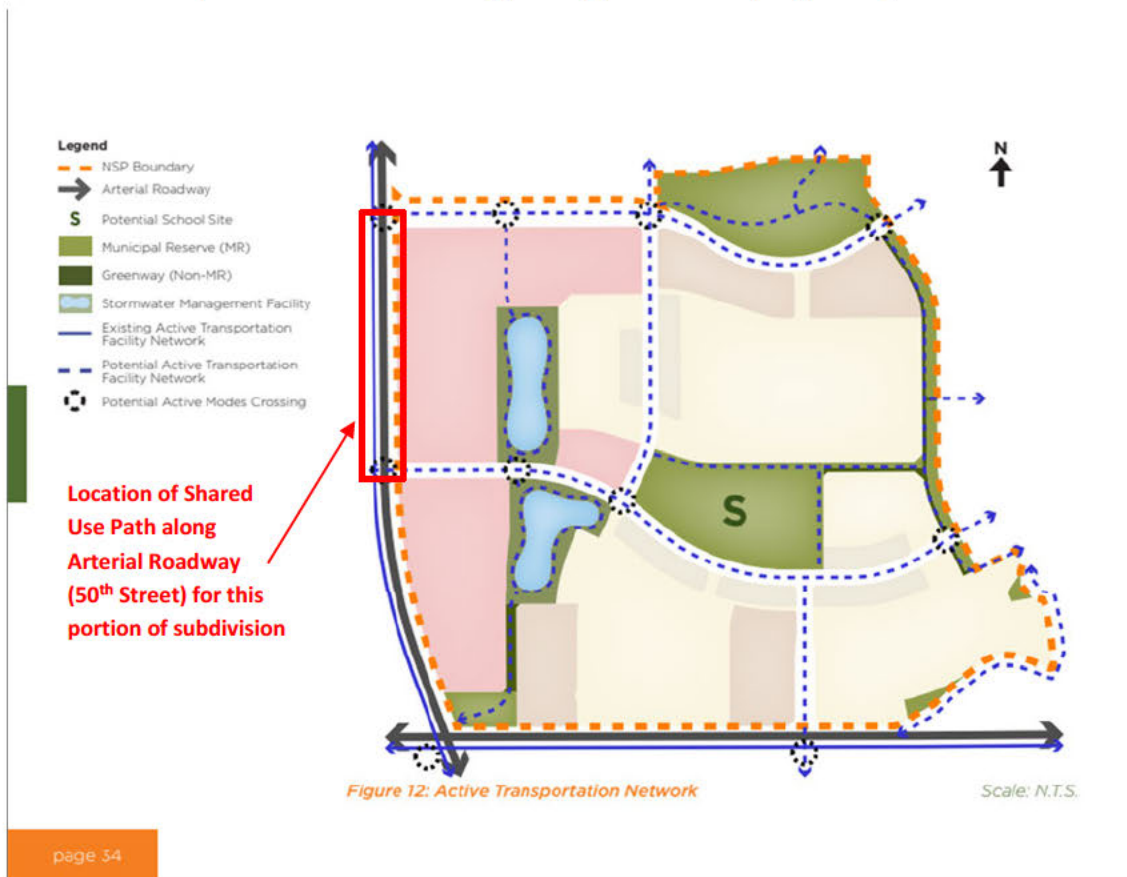 Legend
NSP Boundary
Arterial Roadway
S Potential School Site
Municipal Reserve (MR)
Greenway (Non-MR)
Stormwater Management Facility
Existing Active Transportation
Facility Network
Potential Active Transportation
Facility Network
Potential Active Modes Crossing
N
S
Location of Shared
Use Path along
Arterial Roadway
(50th Street) for this
portion of subdivision
Figure 12: Active Transportation Network
Scale: N.T.S.
page 34